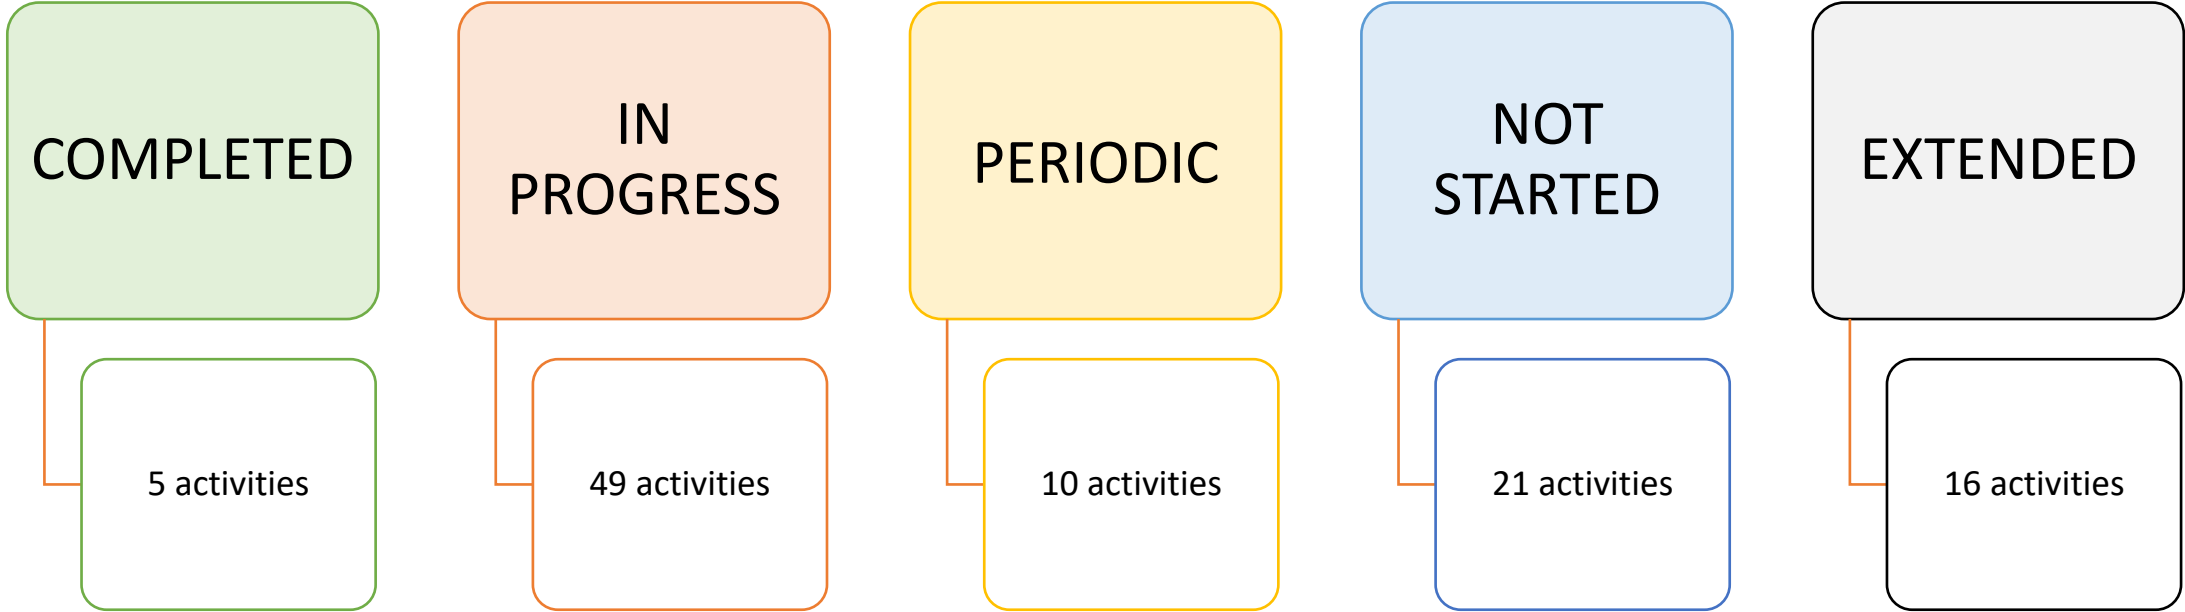 COMPLETED
IN
PROGRESS
PERIODIC
NOT
STARTED
EXTENDED
5 activities
49 activities
10 activities
21 activities
16 activities